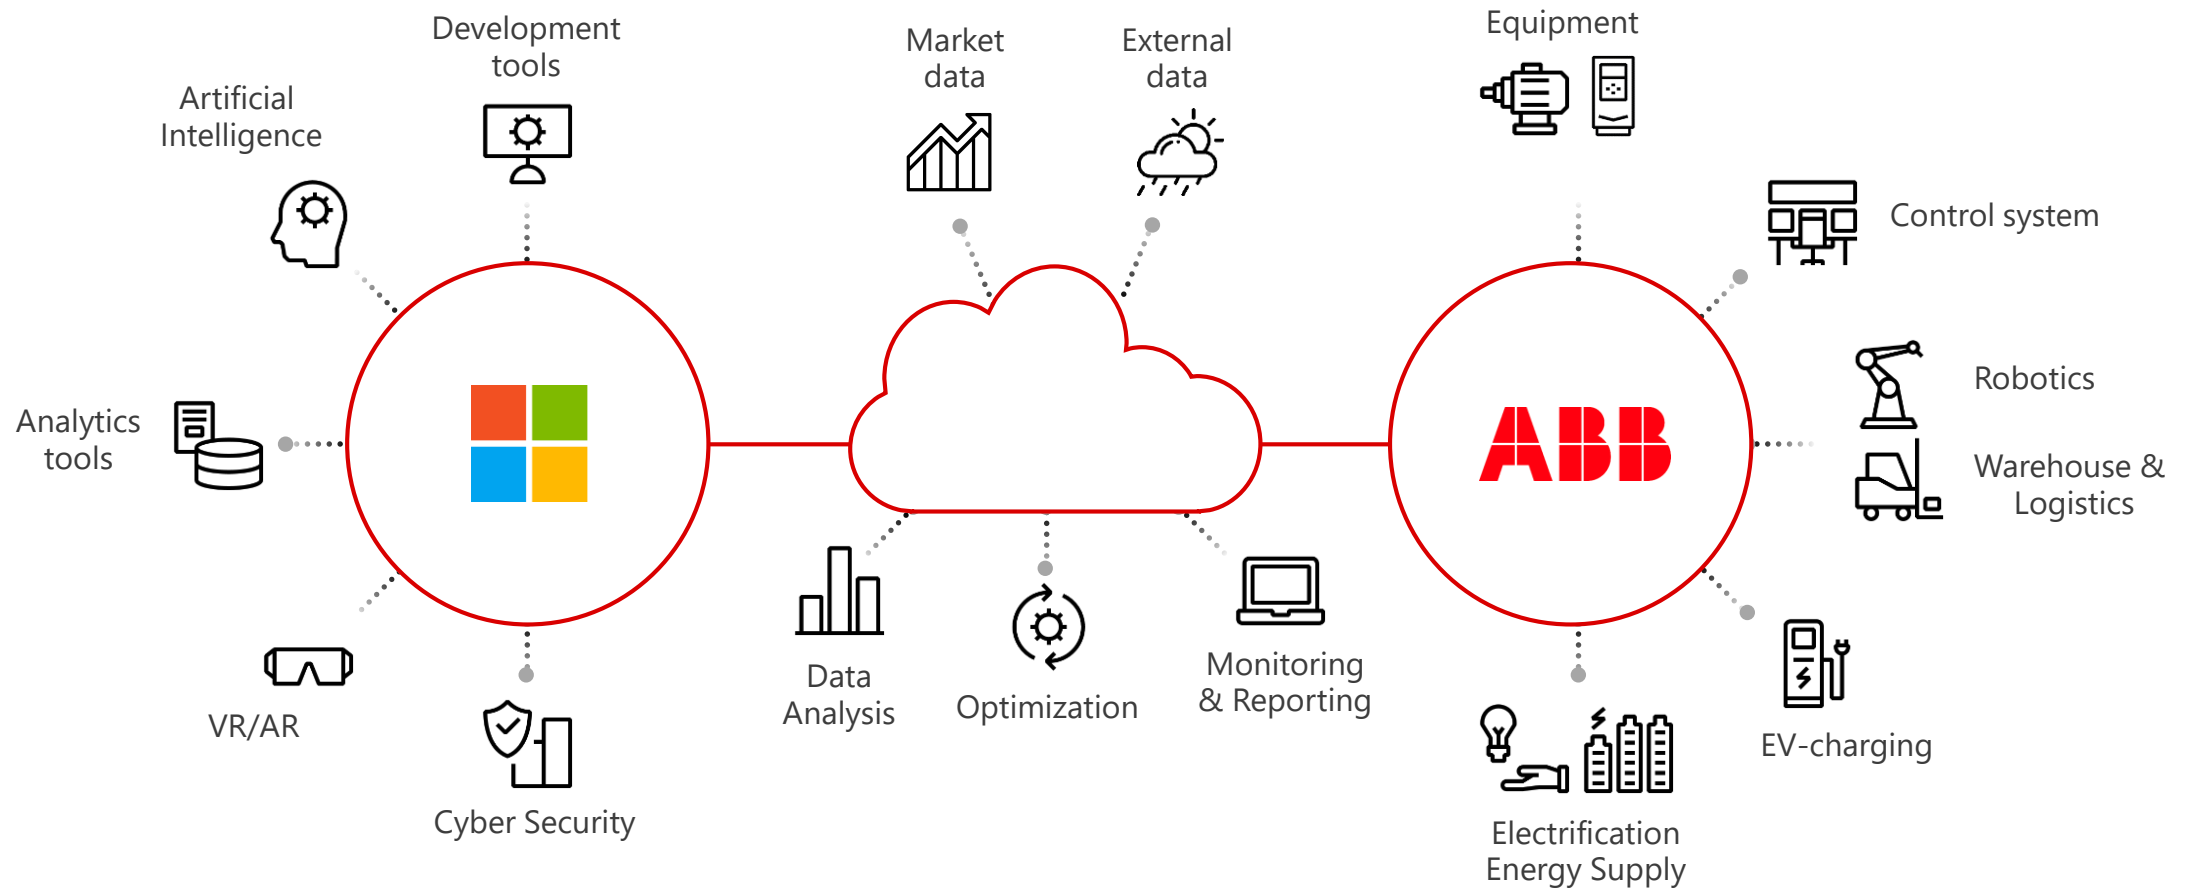 Development
tools
Artificial
Intelligence
Analytics
tools
VR/AR
Cyber Security
Market
data
External
data
Data
Analysis
Optimization
Monitoring
& Reporting
Equipment
Control system
ABB
Robotics
Warehouse &
Logistics
EV-charging
Electrification
Energy Supply